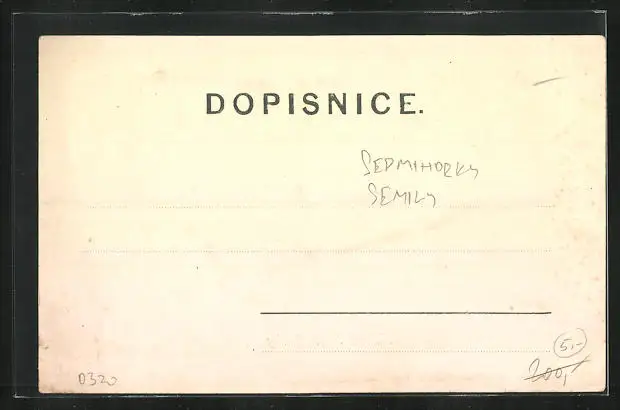 DOPISNICE.
SEDMIHORKY
SEMILY
5,-
200,-
0320